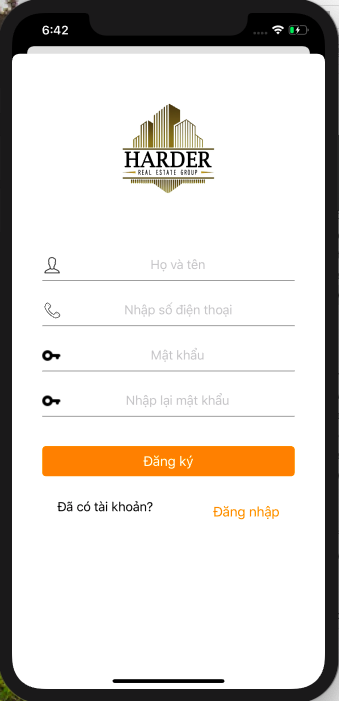 6:42
HARDER
REAL ESTATE GROUP
Họ và tên
Nhập số điện thoại
Mật khẩu
Nhập lại mật khẩu
Đăng ký
Đã có tài khoản?
Đăng nhập